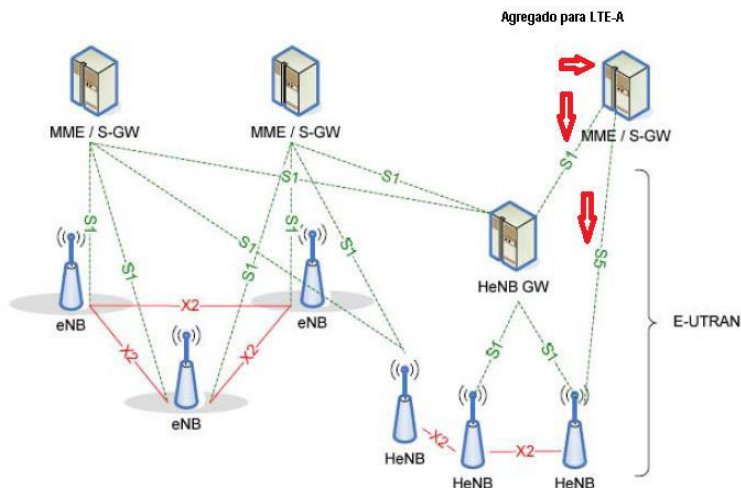 Agregado para LTE-A
MME / S-GW
MME / S-GW
MME / S-GW
S1
S1
S1
S1
S1
S1
S1
S1
S1
S5
HeNB GW
E-UTRAN
eNB
X2
eNB
X2
X2
eNB
S1
S1
HeNB
X2
HeNB
X2
HeNB